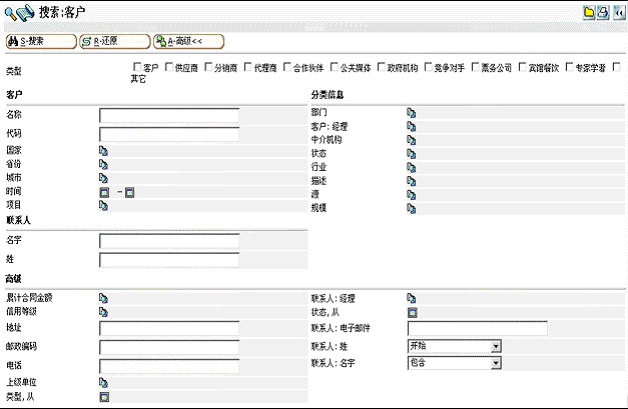 搜索:客户
S-搜索 R-还原 A-高级<<
类型 客户 供应商 分销商 代理商 合作伙伴 公关媒体 政府机构 竞争对手 票务公司 宾馆餐饮 专家学者
其它
客户 分类信息
名称 部门
代码 客户:经理
中介机构
国家 状态
省份 行业
城市 描述
时间 - 源
项目 规模
联系人
名字
姓
高级
累计合同金额 联系人:经理
信用等级 状态,从
地址 联系人:电子邮件
邮政编码 联系人:姓 开始
电话 联系人:名字 包含
上级单位
类型,从